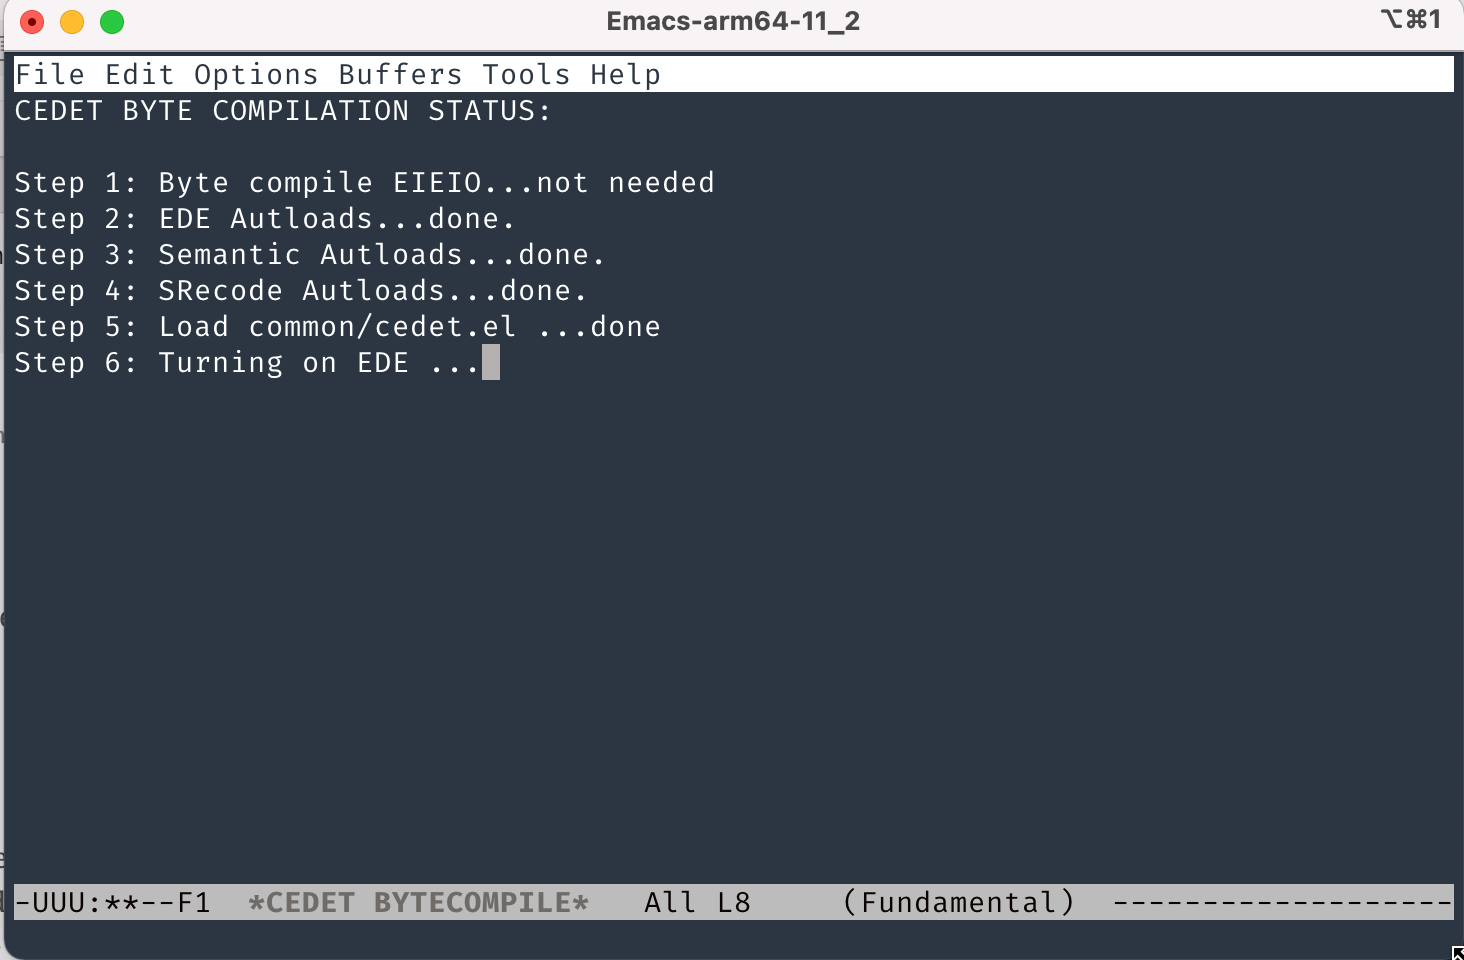 Emacs-arm64-11_2 ⌥⌘1
File Edit Options Buffers Tools Help
CEDET BYTE COMPILATION STATUS:
Step 1: Byte compile EIEIO...not needed
Step 2: EDE Autloads...done.
Step 3: Semantic Autloads...done.
Step 4: SRecode Autloads...done.
Step 5: Load common/cedet.el ...done
Step 6: Turning on EDE ...
-UUU:**--F1  *CEDET BYTECOMPILE*   All L8     (Fundamental)  -------------------